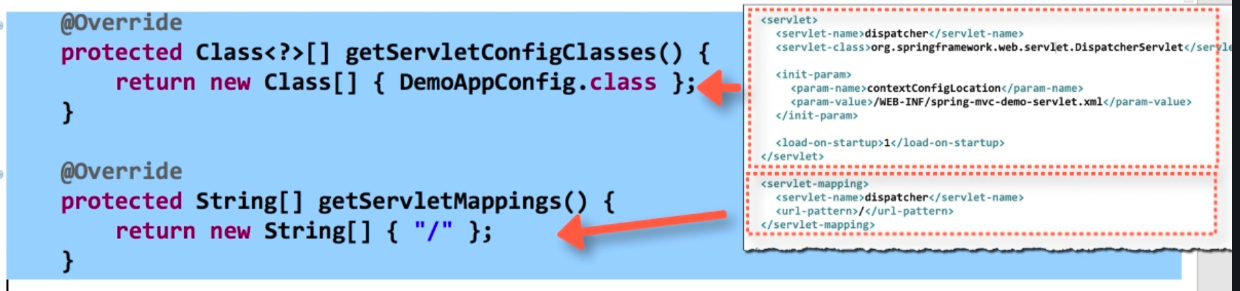 @Override
protected Class<?>[] getServletConfigClasses() {
return new Class[] { DemoAppConfig.class };
}
@Override
protected String[] getServletMappings() {
return new String[] { "/" };
}
<servlet>
<servlet-name>dispatcher</servlet-name>
<servlet-class>org.springframework.web.servlet.DispatcherServlet</servle
<init-param>
<param-name>contextConfigLocation</param-name>
<param-value>/WEB-INF/spring-mvc-demo-servlet.xml</param-value>
</init-param>
<load-on-startup>1</load-on-startup>
</servlet>
<servlet-mapping>
<servlet-name>dispatcher</servlet-name>
<url-pattern>/</url-pattern>
</servlet-mapping>